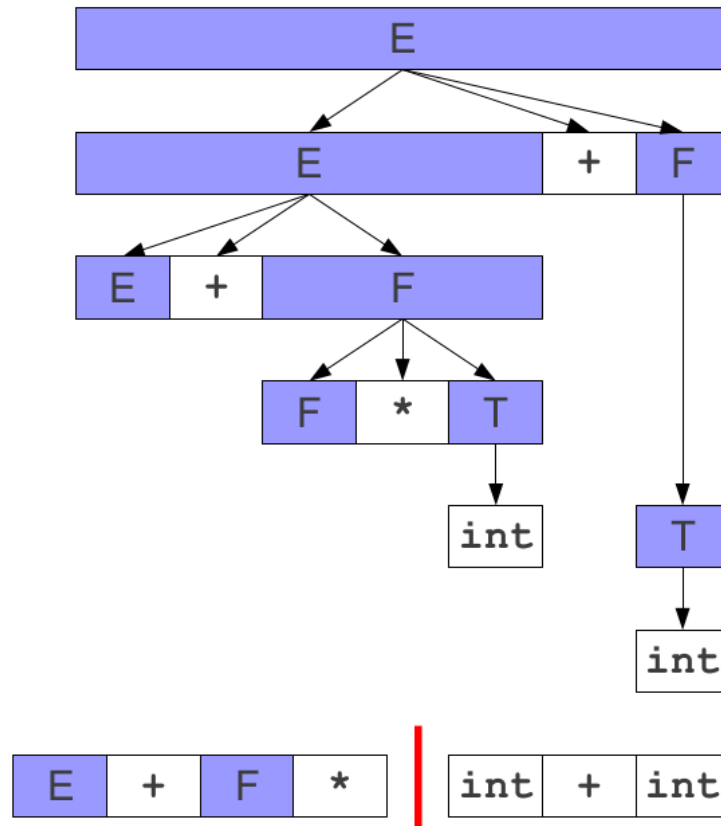 E
E + F
E + F
F * T
int T
int
E + F * int + int